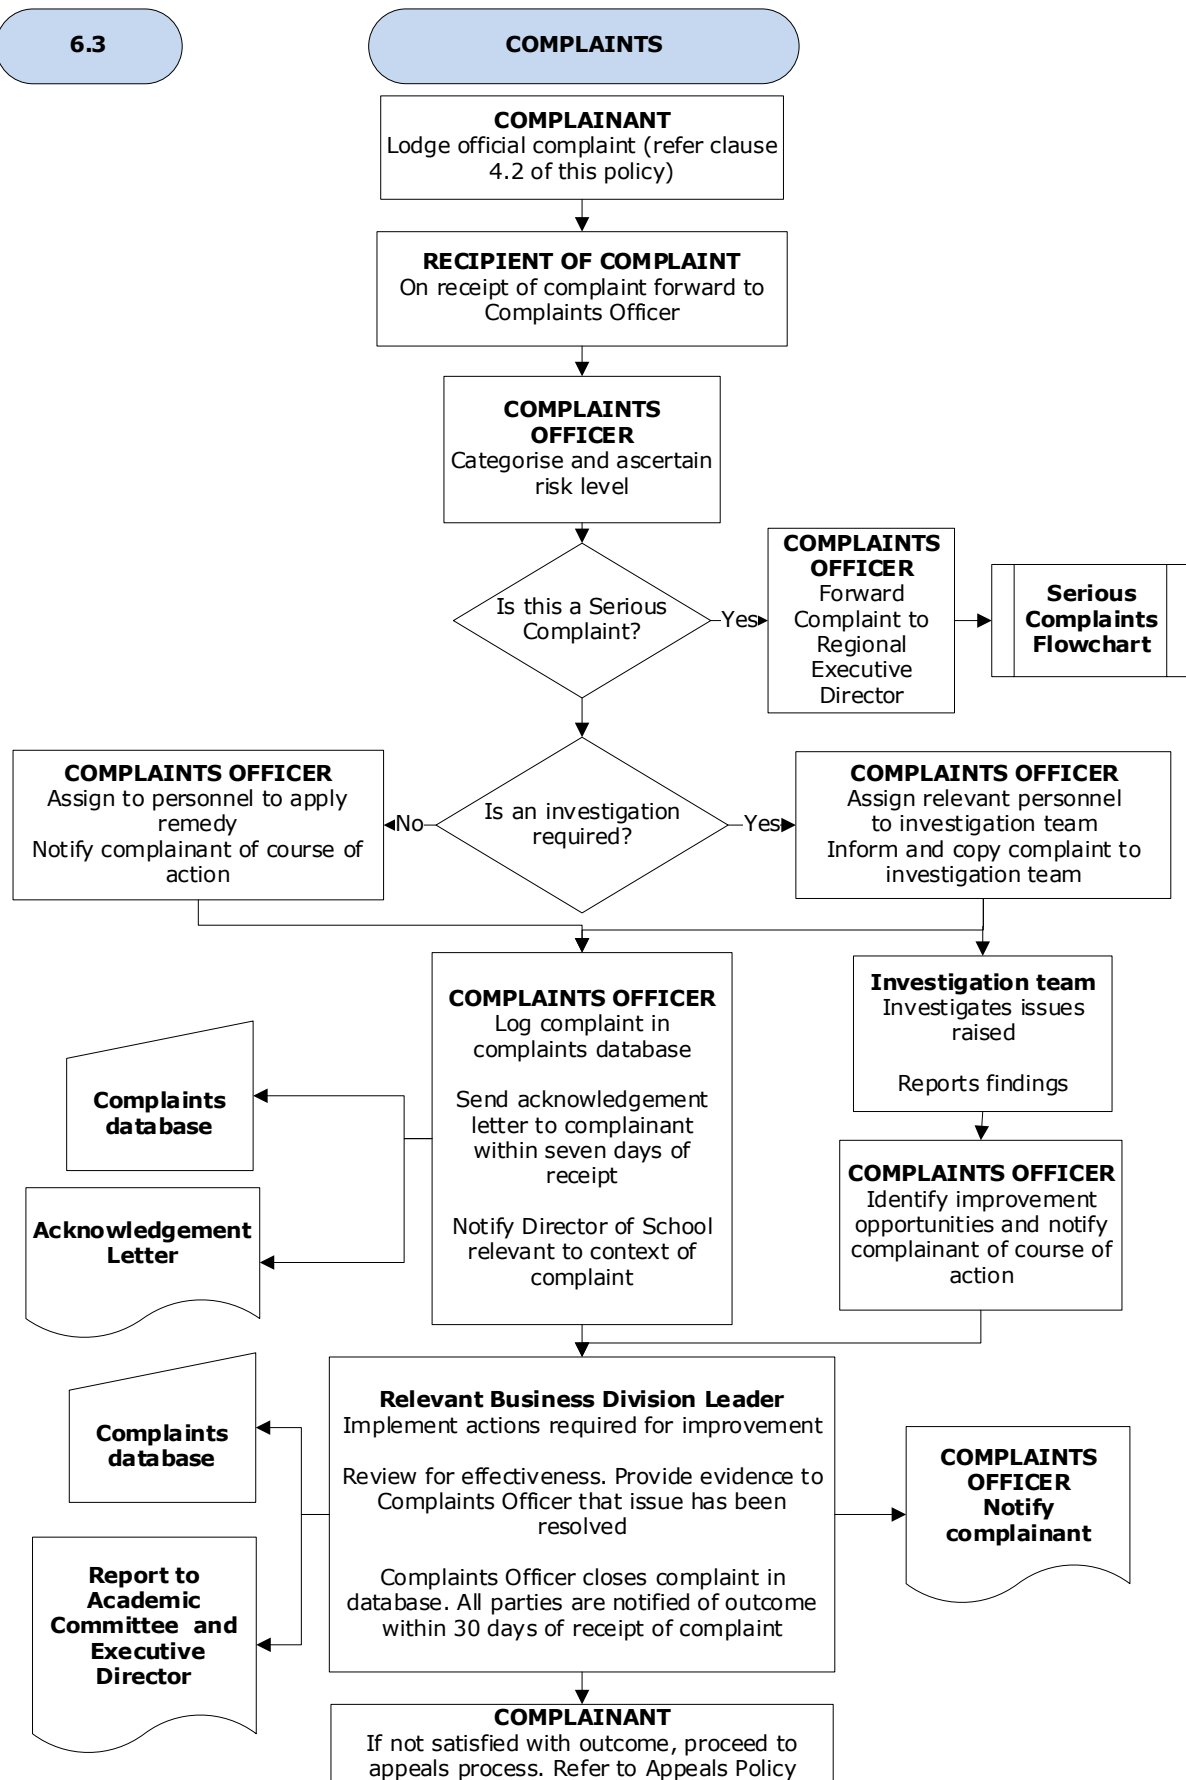 6.3
COMPLAINTS
COMPLAINANT
Lodge official complaint (refer clause
4.2 of this policy)
RECIPIENT OF COMPLAINT
On receipt of complaint forward to
Complaints Officer
COMPLAINTS
OFFICER
Categorise and ascertain
risk level
Is this a Serious
Complaint?
Yes
COMPLAINTS
OFFICER
Forward
Complaint to
Regional
Executive
Director
Serious
Complaints
Flowchart
COMPLAINTS OFFICER
Assign to personnel to apply
remedy
Notify complainant of course of
action
No
Is an investigation
required?
Yes
COMPLAINTS OFFICER
Assign relevant personnel
to investigation team
Inform and copy complaint to
investigation team
COMPLAINTS OFFICER
Log complaint in
complaints database
Send acknowledgement
letter to complainant
within seven days of
receipt
Notify Director of School
relevant to context of
complaint
Investigation team
Investigates issues
raised
Reports findings
Complaints
database
Acknowledgement
Letter
COMPLAINTS OFFICER
Identify improvement
opportunities and notify
complainant of course of
action
Relevant Business Division Leader
Implement actions required for improvement
Review for effectiveness. Provide evidence to
Complaints Officer that issue has been
resolved
Complaints Officer closes complaint in
database. All parties are notified of outcome
within 30 days of receipt of complaint
Complaints
database
Report to
Academic
Committee and
Executive
Director
COMPLAINTS
OFFICER
Notify
complainant
COMPLAINANT
If not satisfied with outcome, proceed to
appeals process. Refer to Appeals Policy